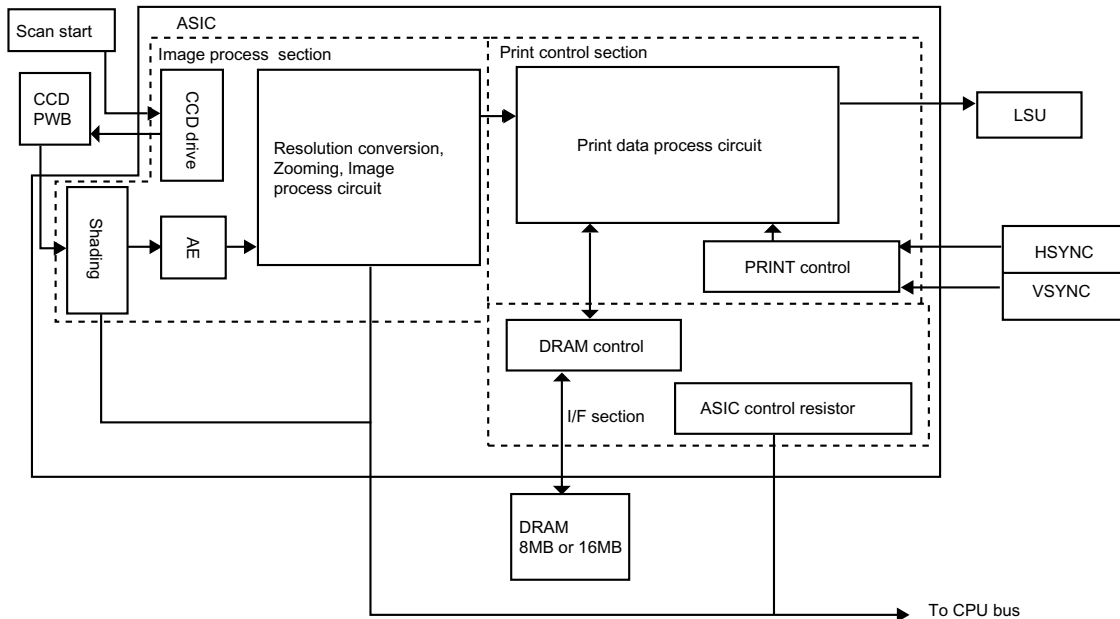 Scan start
ASIC
Image process section
Print control section
CCD
PWB
CCD drive
Resolution conversion,
Zooming, Image
process circuit
Print data process circuit
LSU
Shading
AE
PRINT control
HSYNC
VSYNC
DRAM control
I/F section
ASIC control resistor
DRAM
8MB or 16MB
To CPU bus